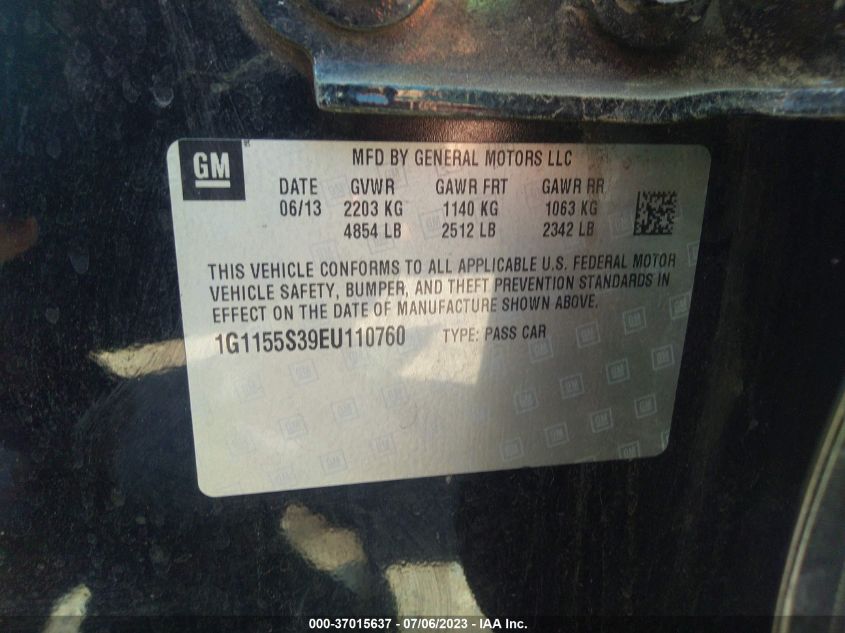 GM
MFD BY GENERAL MOTORS LLC
DATE GVWR GAWR FRT GAWR RR
06/13 2203 KG 1140 KG 1063 KG
4854 LB 2512 LB 2342 LB
THIS VEHICLE CONFORMS TO ALL APPLICABLE U.S. FEDERAL MOTOR
VEHICLE SAFETY, BUMPER, AND THEFT PREVENTION STANDARDS IN
EFFECT ON THE DATE OF MANUFACTURE SHOWN ABOVE.
1G1155S39EU110760 TYPE: PASS CAR
000-37015637 - 07/06/2023 - IAA Inc.